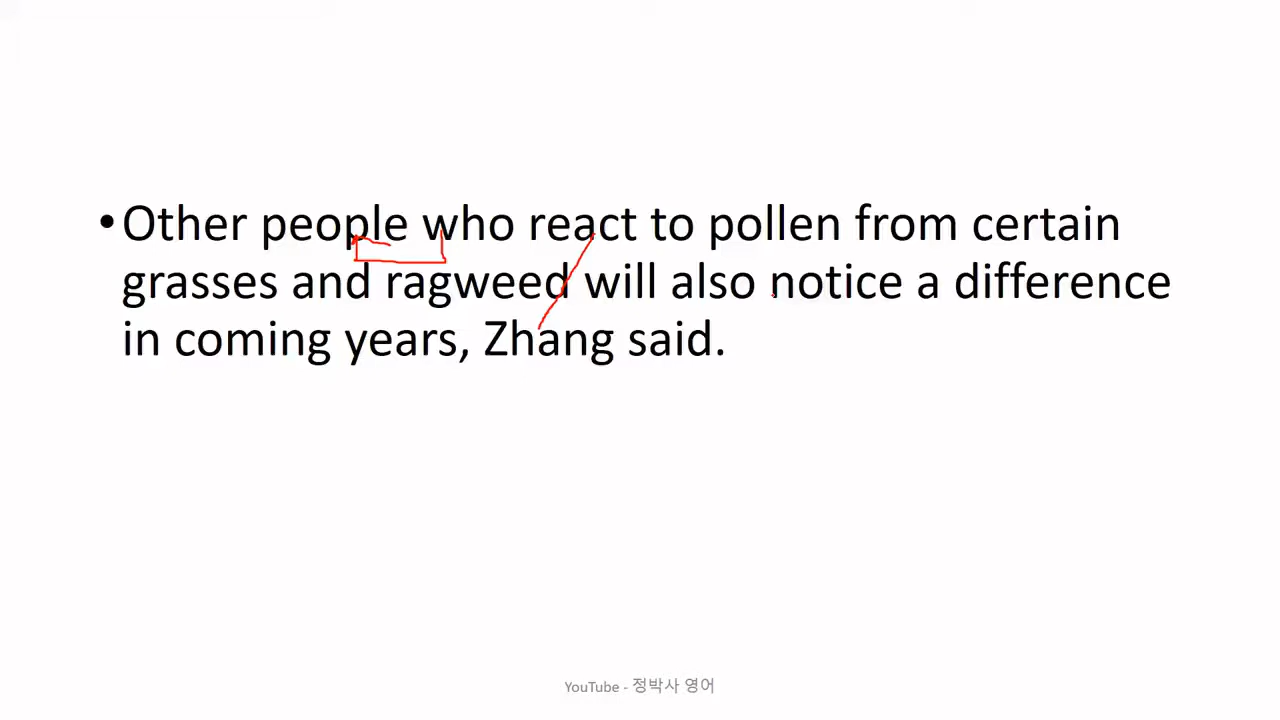 •Other people who react to pollen from certain
grasses and ragweed will also notice a difference
in coming years, Zhang said.
YouTube - 정박사 영어